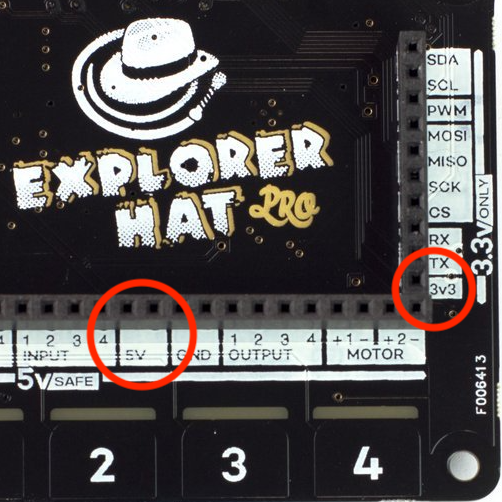 EXPLORER
HAT PRO
SDA
SCL
PWM
MOSI
MISO
SCK
CS
RX
TX
3v3
3.3V ONLY
4 1 2 3 4 1 2 3 4 +1- +2-
INPUT 5V GND OUTPUT MOTOR
5V SAFE
F006413
2 3 4